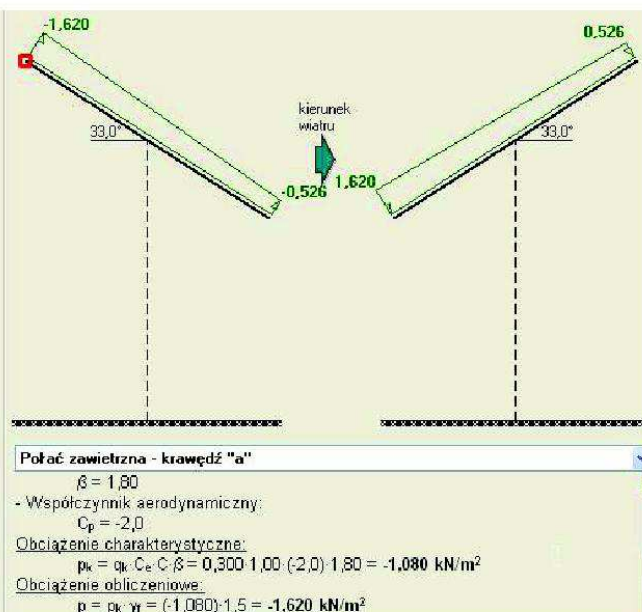 -1,620
0,526
kierunek
wiatru
33,0°
33,0°
-0,526
1,620
Połać zawietrzna - krawędź "a"
β = 1,80
- Współczynnik aerodynamiczny:
Cp = -2,0
Obciążenie charakterystyczne:
pk = qk·Ce·C·β = 0,300·1,00·(-2,0)·1,80 = -1,080 kN/m²
Obciążenie obliczeniowe:
p = pk·γf = (-1,080)·1,5 = -1,620 kN/m²